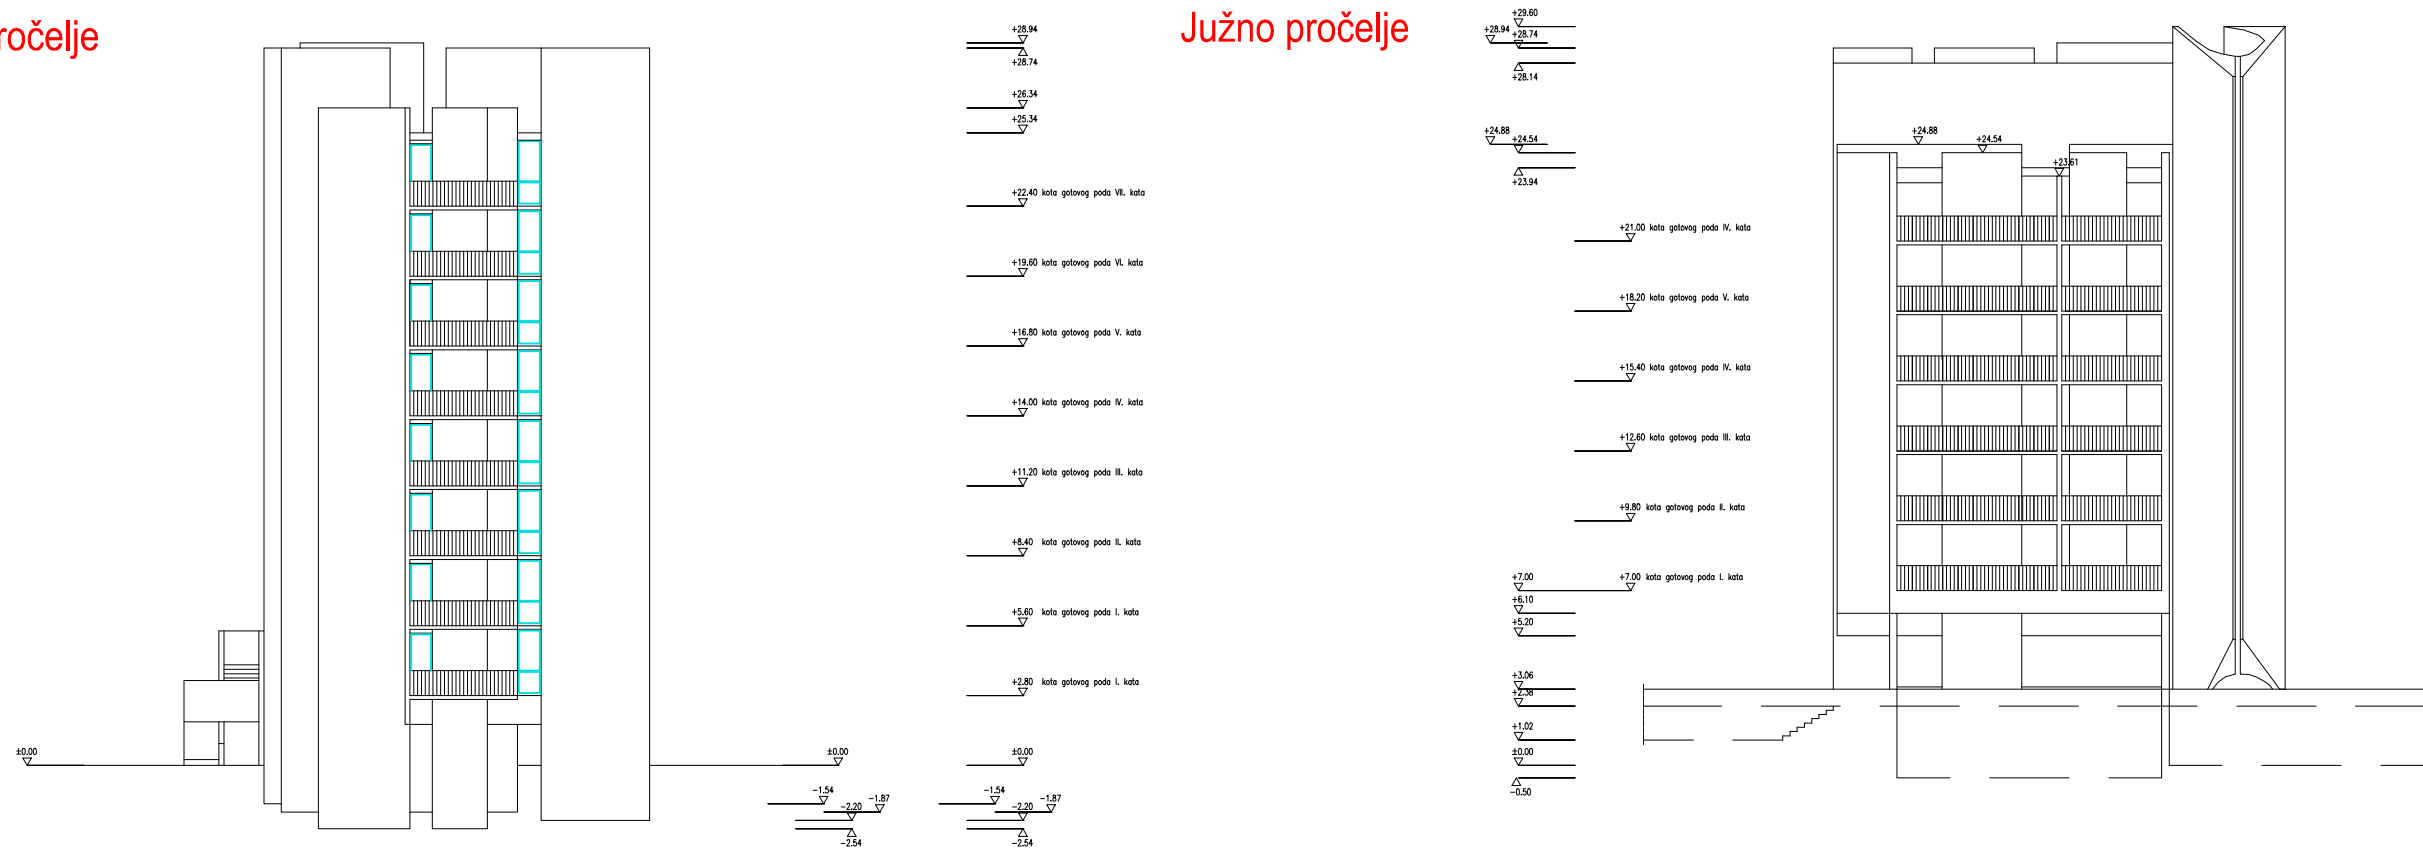 ročelje
+28.94
+28.74
+26.34
+25.34
+22.40 kota gotovog poda VII. kata
+19.60 kota gotovog poda VI. kata
+16.80 kota gotovog poda V. kata
+14.00 kota gotovog poda IV. kata
+11.20 kota gotovog poda III. kata
+8.40 kota gotovog poda II. kata
+5.60 kota gotovog poda I. kata
+2.80 kota gotovog poda I. kata
±0.00
±0.00
±0.00
-1.54
-1.87
-2.20
-2.54
-1.54
-1.87
-2.20
-2.54
Južno pročelje
+29.60
+28.94
+28.74
+28.14
+24.88
+24.54
+23.94
+24.88
+24.54
+23.61
+21.00 kota gotovog poda IV. kata
+18.20 kota gotovog poda V. kata
+15.40 kota gotovog poda IV. kata
+12.60 kota gotovog poda III. kata
+9.80 kota gotovog poda II. kata
+7.00
+7.00 kota gotovog poda I. kata
+6.10
+5.20
+3.06
+2.38
+1.02
±0.00
-0.50